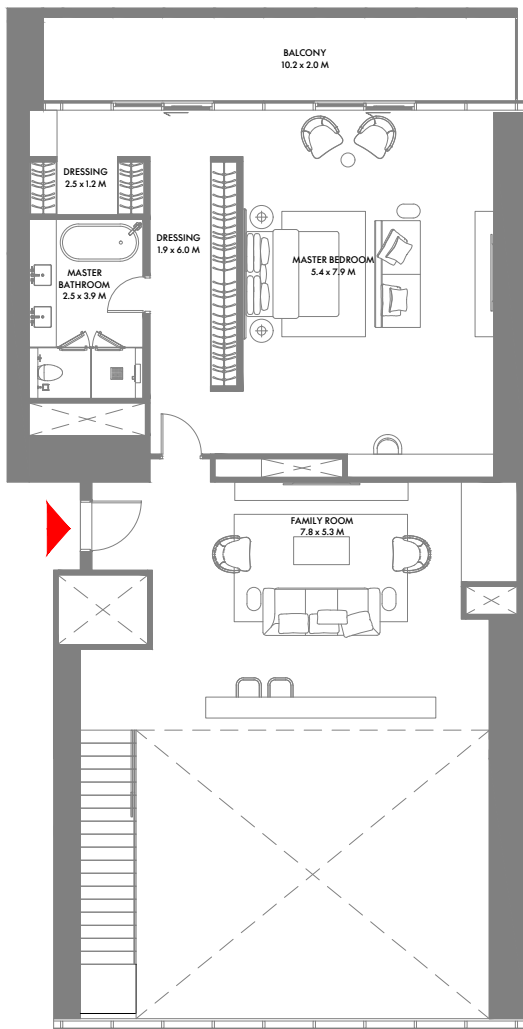 BALCONY
10.2 x 2.0 M
DRESSING
2.5 x 1.2 M
DRESSING
1.9 x 6.0 M
MASTER BEDROOM
5.4 x 7.9 M
MASTER
BATHROOM
2.5 x 3.9 M
FAMILY ROOM
7.8 x 5.3 M